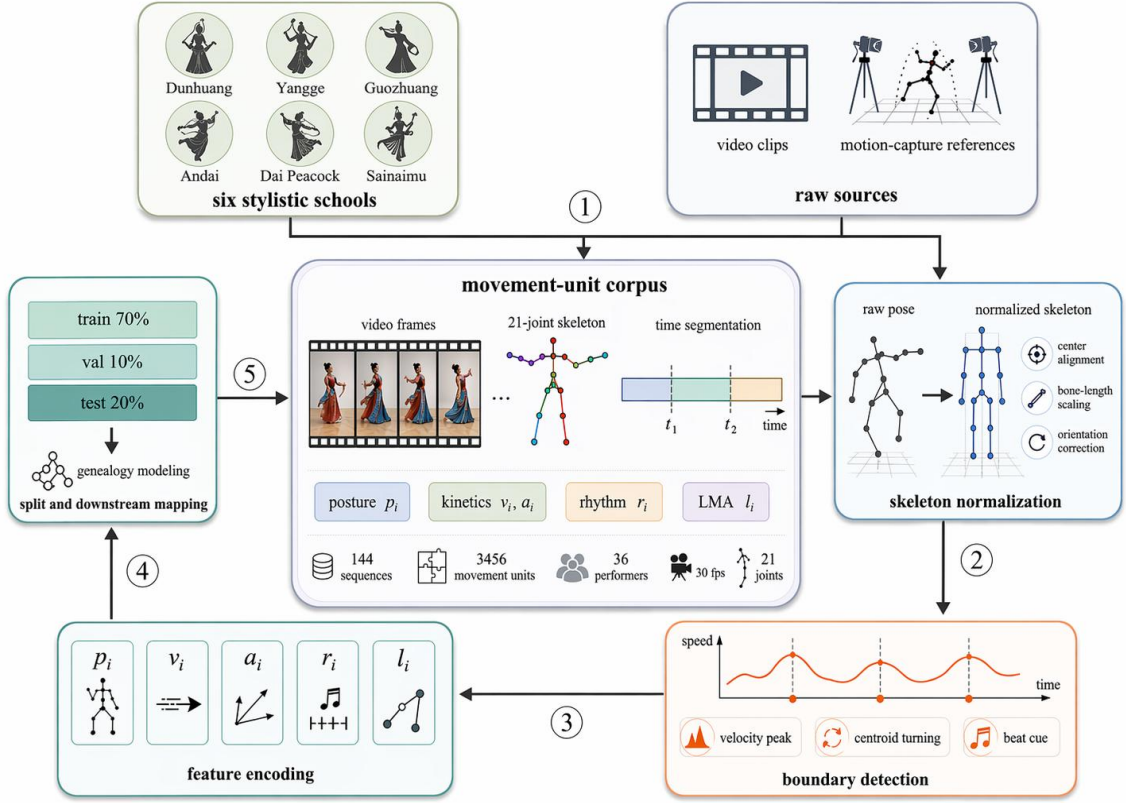 Dunhuang
Yangge
Guozhuang
Andai
Dai Peacock
Sainaimu
six stylistic schools
video clips
motion-capture references
raw sources
1
train 70%
val 10%
test 20%
genealogy modeling
split and downstream mapping
5
movement-unit corpus
video frames
21-joint skeleton
time segmentation
...
t1
t2
time
posture pi
kinetics vi, ai
rhythm ri
LMA li
144
sequences
3456
movement units
36
performers
30 fps
21
joints
raw pose
normalized skeleton
center
alignment
bone-length
scaling
orientation
correction
skeleton normalization
4
2
pi
vi
ai
ri
li
feature encoding
3
speed
time
velocity peak
centroid turning
beat cue
boundary detection